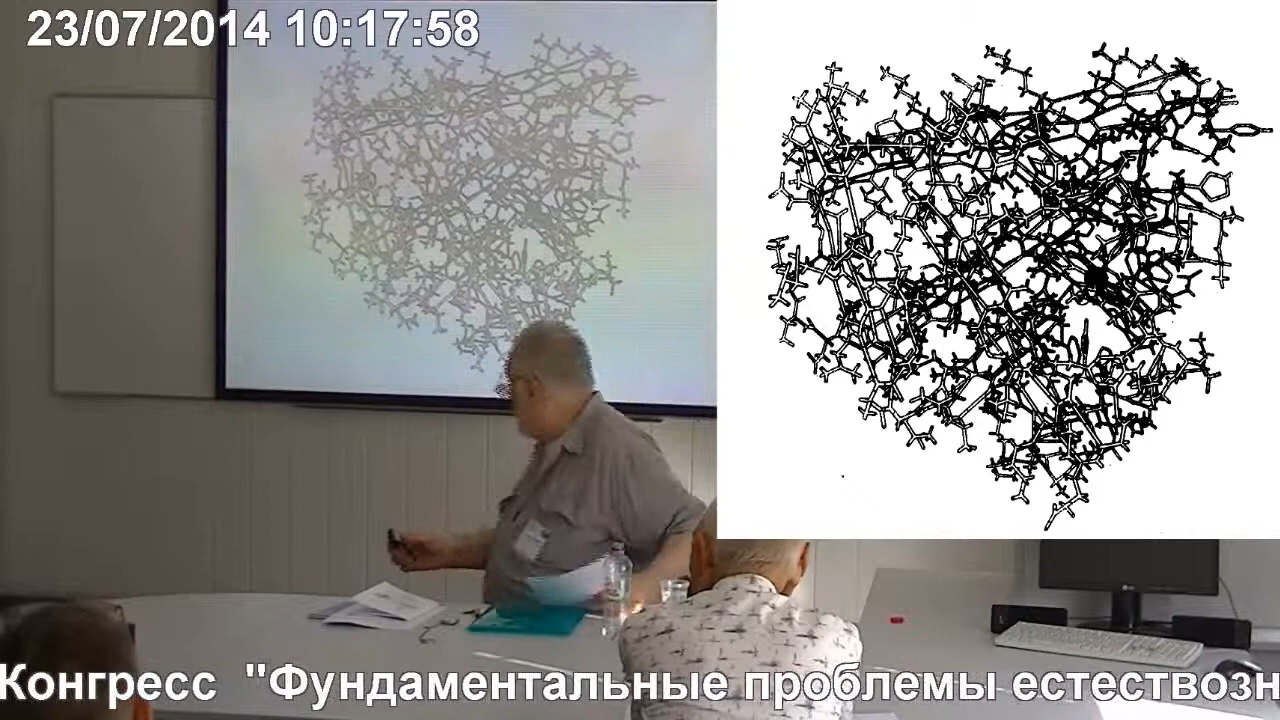 23/07/2014 10:17:58
Конгресс "Фундаментальные проблемы естествозн